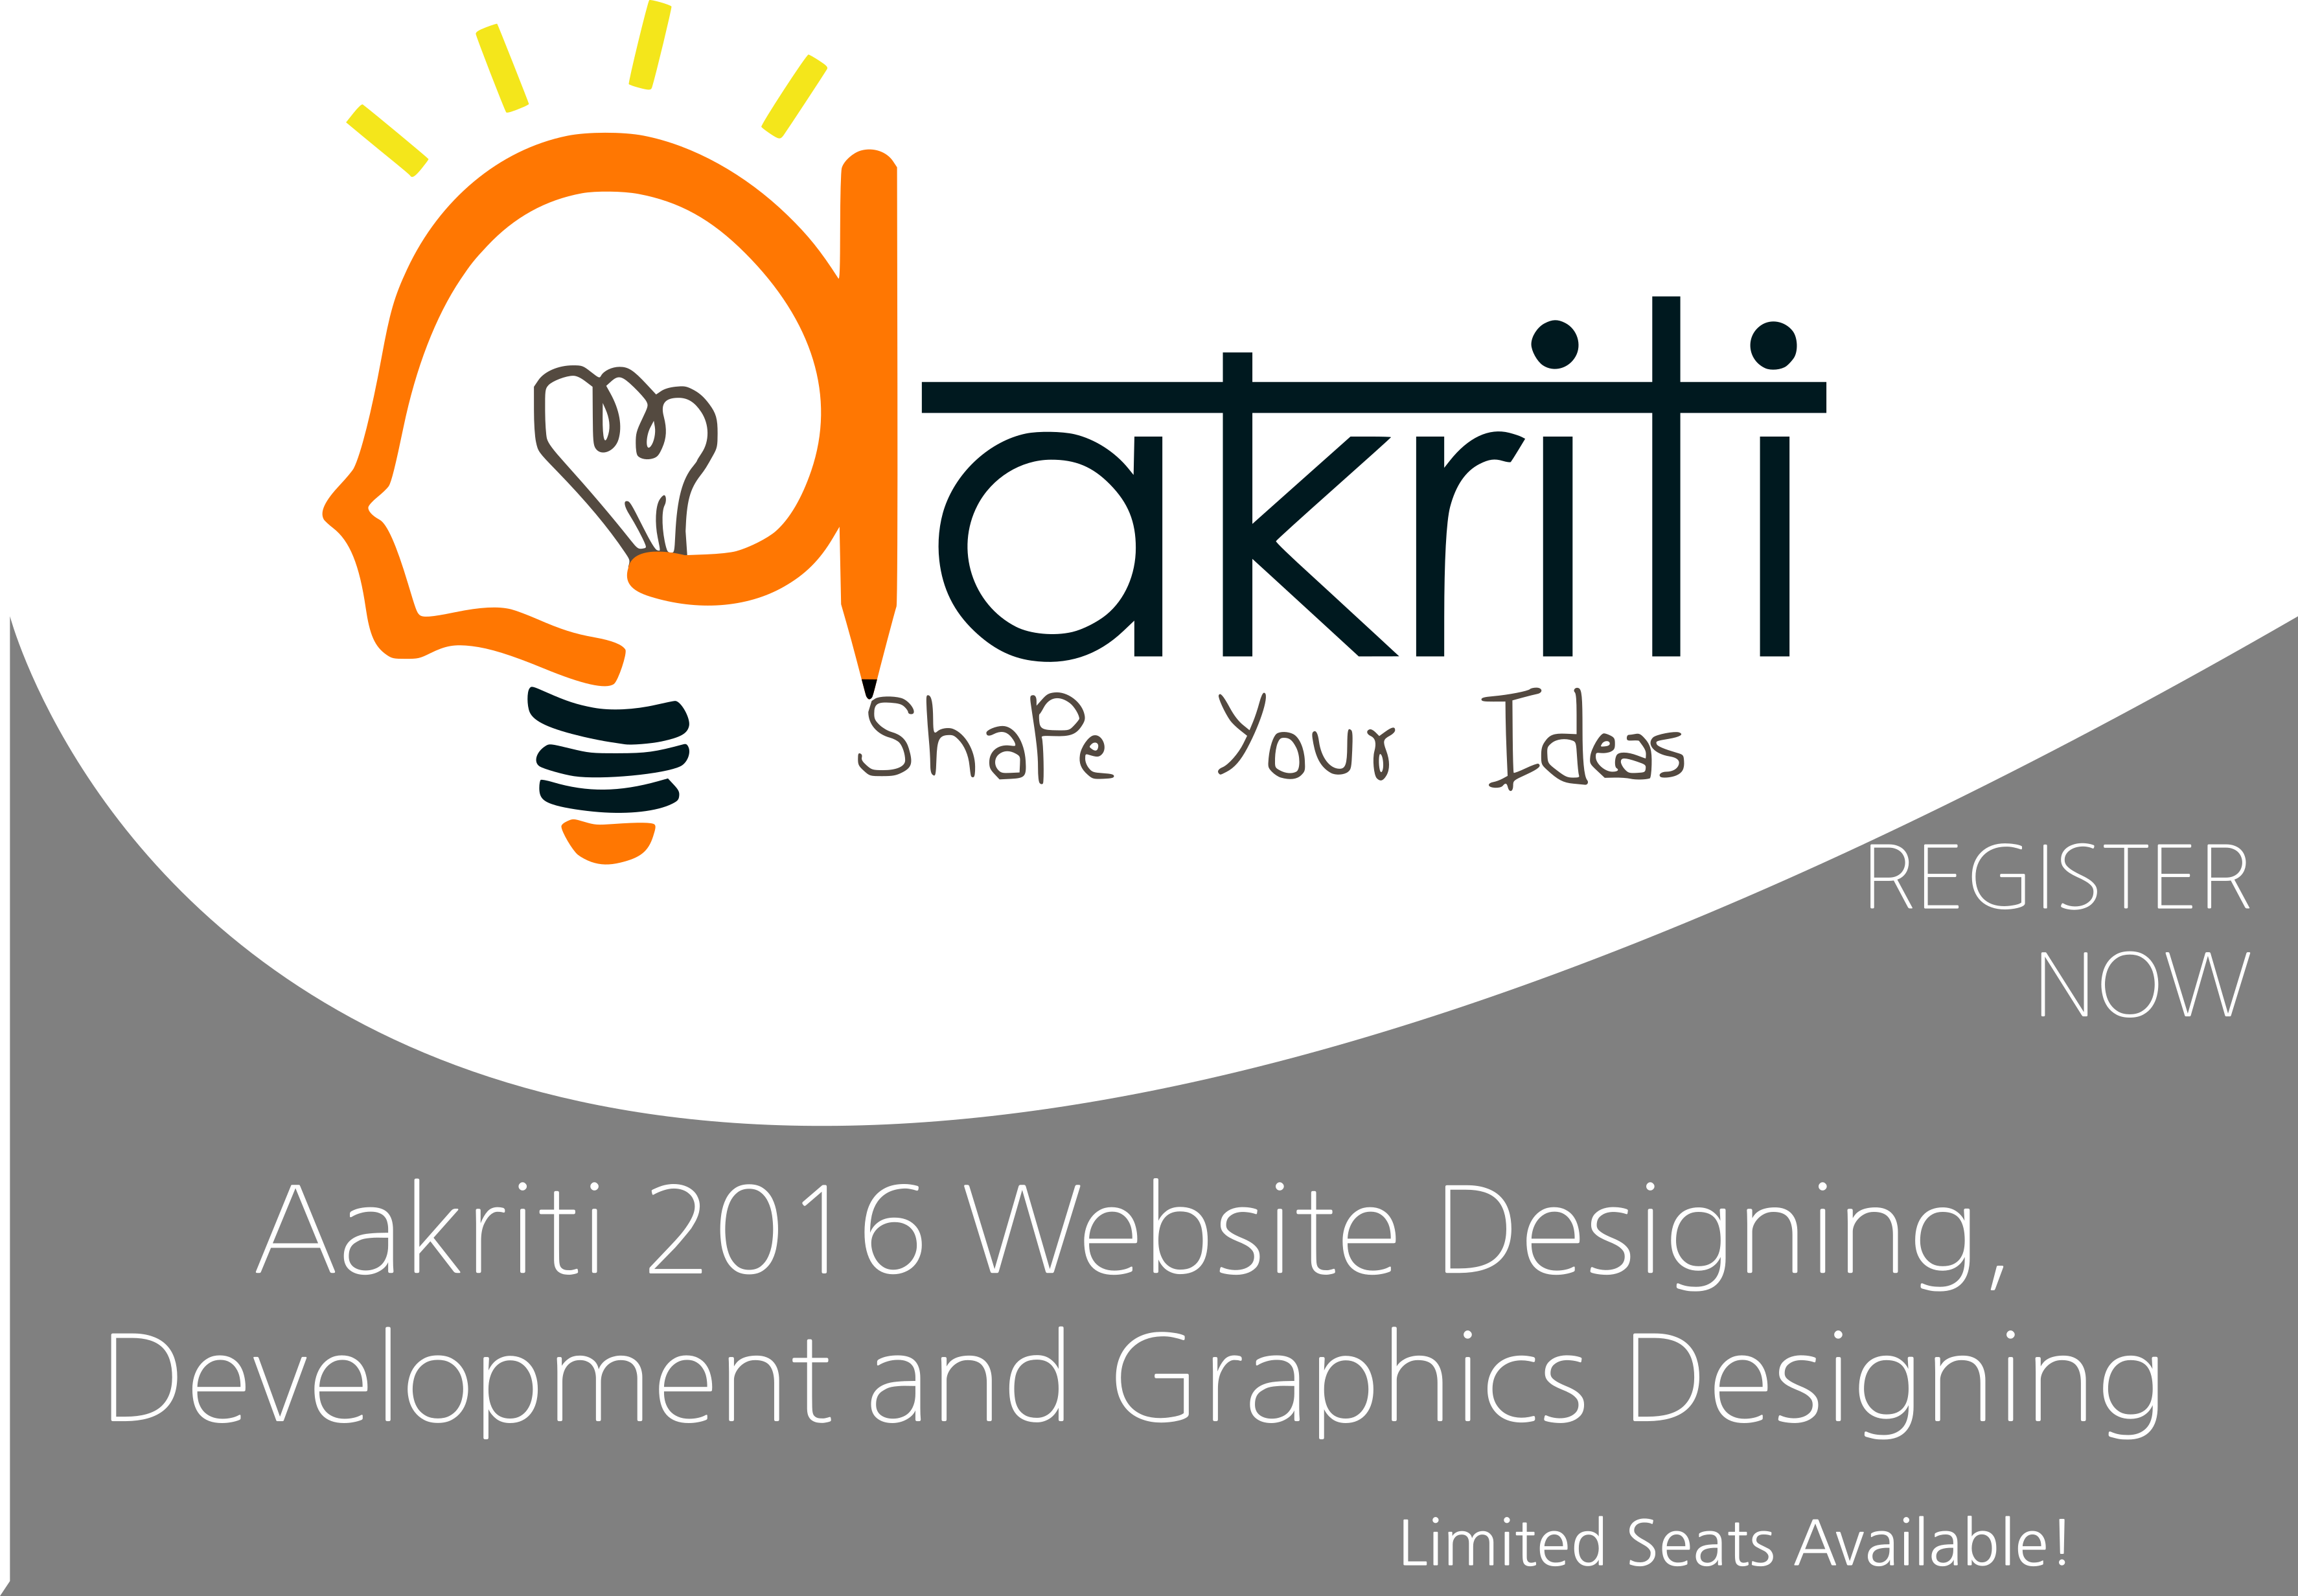 aakriti
ShaPe Your Ideas
REGISTER
NOW
Aakriti 2016 Website Designing,
Development and Graphics Designing
Limited Seats Available!